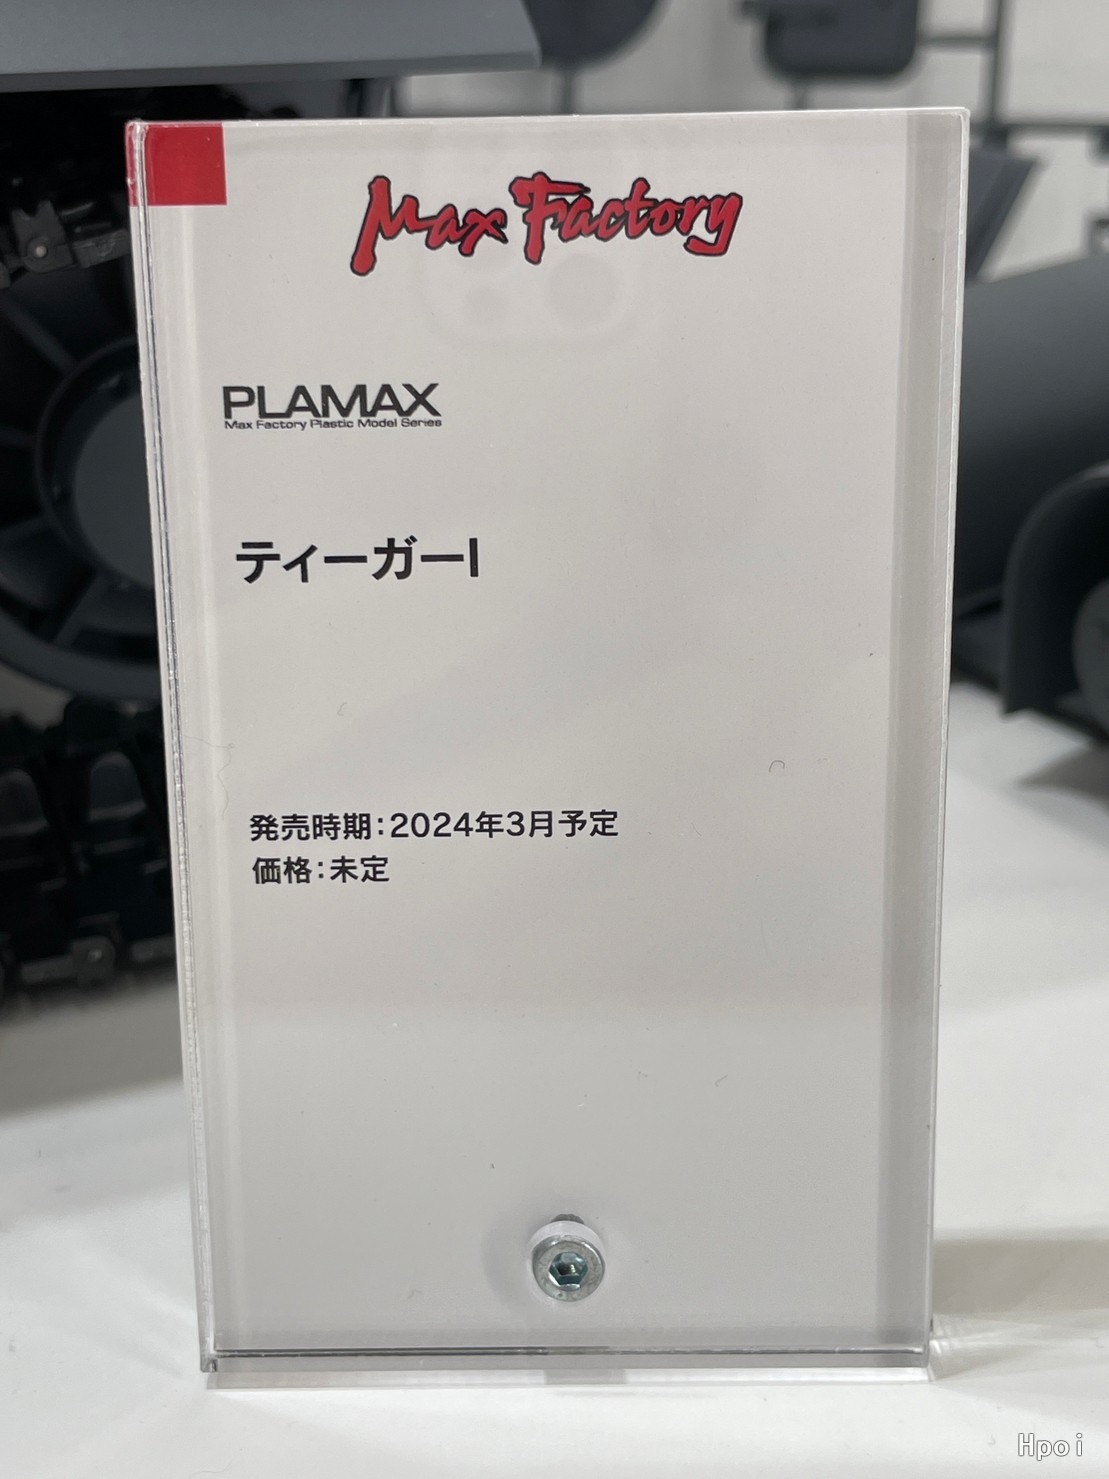 Max Factory
PLAMAX
Max Factory Plastic Model Series
ティーガーI
発売時期：2024年3月予定
価格：未定
Hpoi